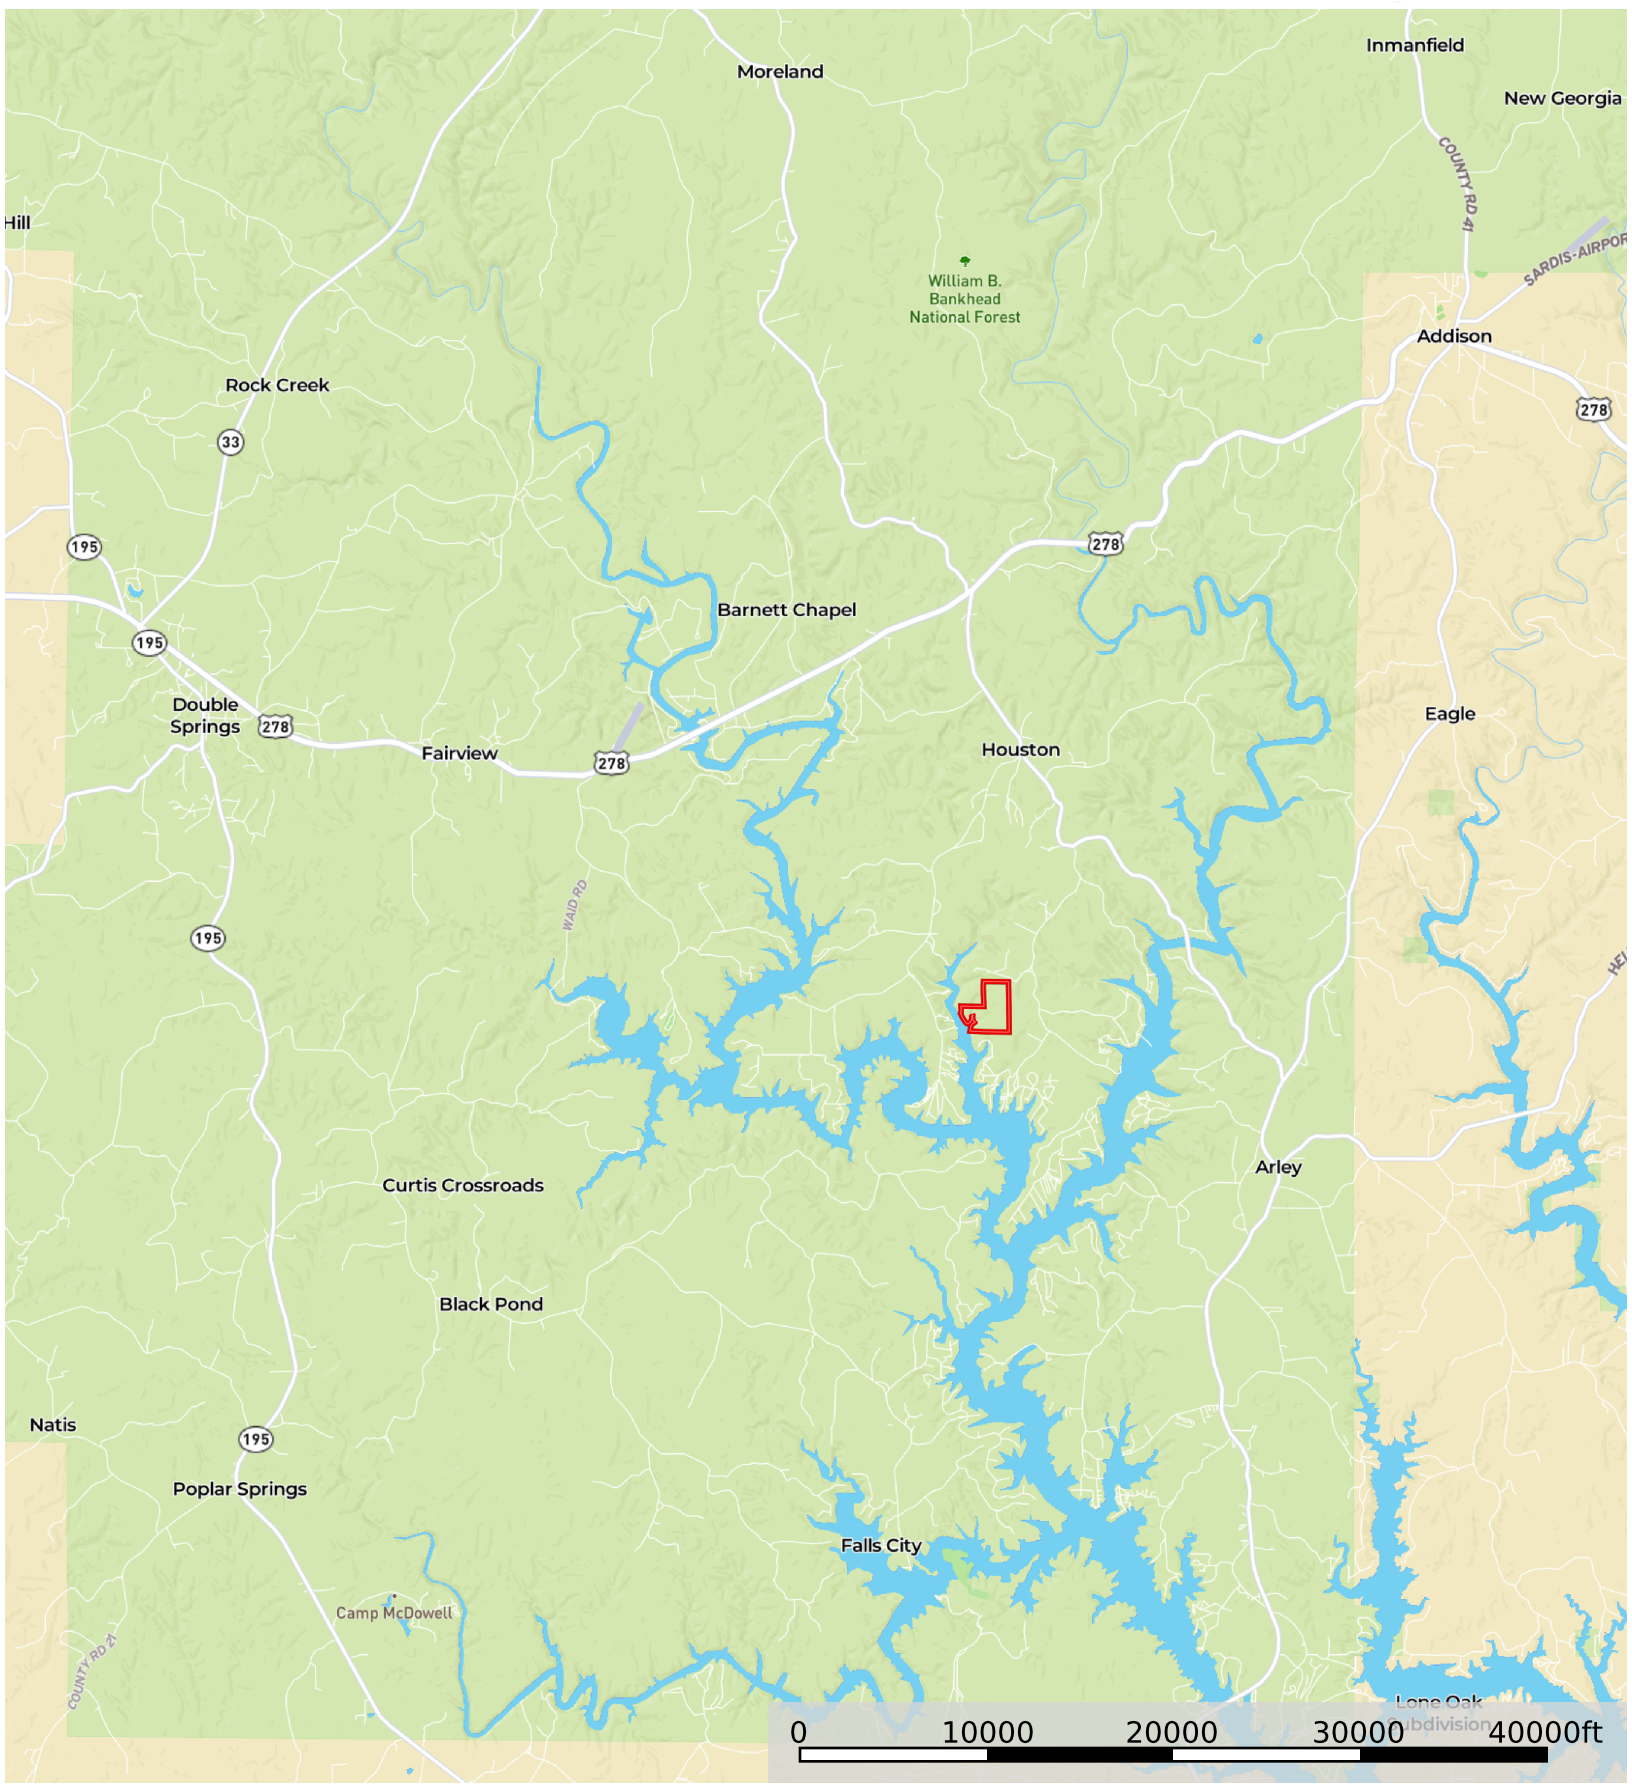 Inmanfield
Moreland
New Georgia
COUNTY RD 41
Hill
SARDIS-AIRPOR
William B.
Bankhead
National Forest
Addison
Rock Creek
278
33
195
278
Barnett Chapel
195
Double
Springs
278
Eagle
Fairview
278
Houston
WAID RD
195
HEL
Arley
Curtis Crossroads
Black Pond
Natis
195
Poplar Springs
Falls City
Camp McDowell
COUNTY RD 21
Lone Oak
Subdivision
0 10000 20000 30000 40000ft